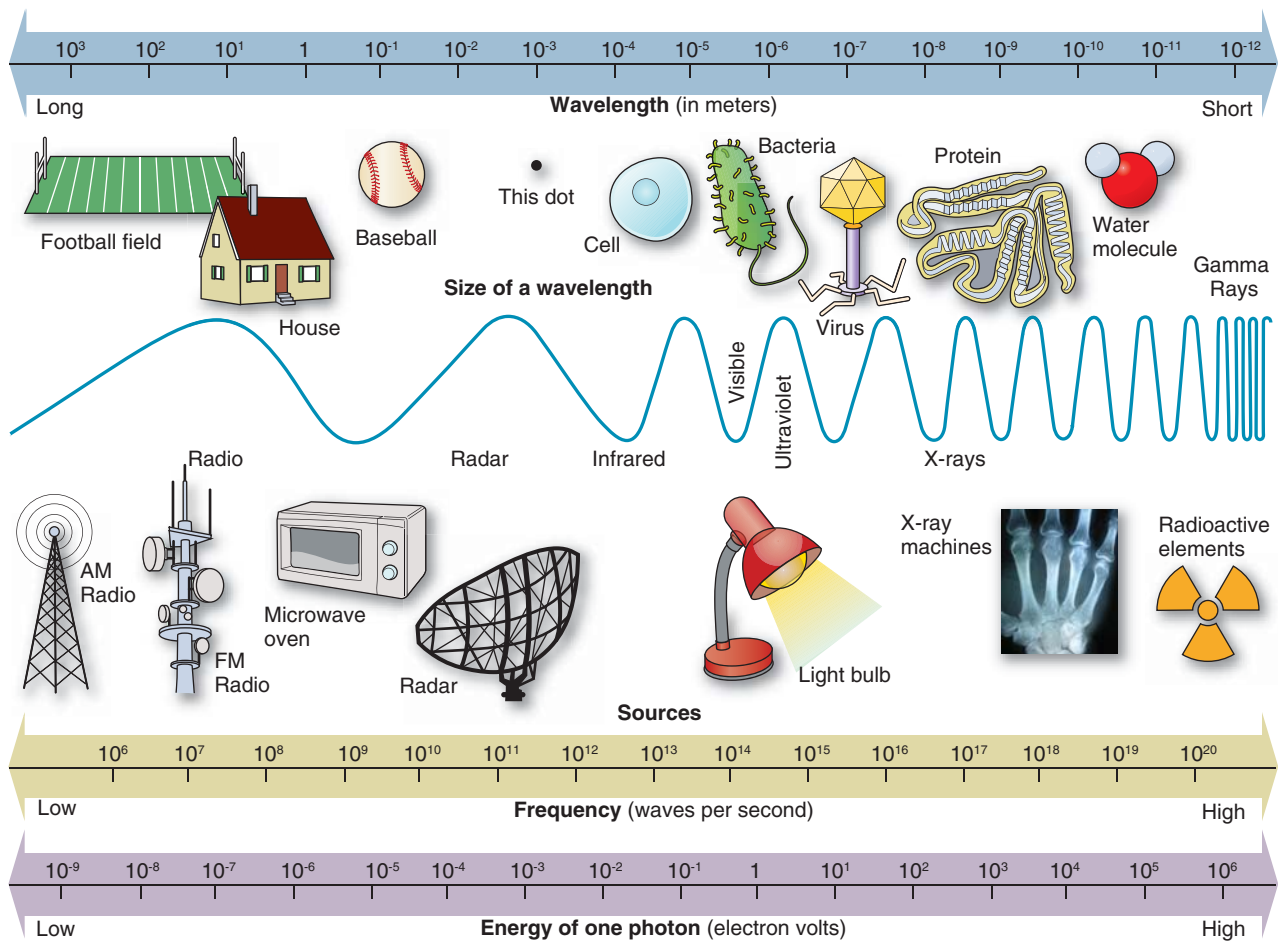 10³ 10² 10¹ 1 10⁻¹ 10⁻² 10⁻³ 10⁻⁴ 10⁻⁵ 10⁻⁶ 10⁻⁷ 10⁻⁸ 10⁻⁹ 10⁻¹⁰ 10⁻¹¹ 10⁻¹²
Long Wavelength (in meters) Short
Football field
House
Baseball
This dot
Cell
Bacteria
Virus
Protein
Water
molecule
Gamma
Rays
Size of a wavelength
Radio
Radar
Infrared
Visible
Ultraviolet
X-rays
AM
Radio
FM
Radio
Microwave
oven
Radar
Light bulb
X-ray
machines
Radioactive
elements
Sources
10⁶ 10⁷ 10⁸ 10⁹ 10¹⁰ 10¹¹ 10¹² 10¹³ 10¹⁴ 10¹⁵ 10¹⁶ 10¹⁷ 10¹⁸ 10¹⁹ 10²⁰
Low Frequency (waves per second) High
10⁻⁹ 10⁻⁸ 10⁻⁷ 10⁻⁶ 10⁻⁵ 10⁻⁴ 10⁻³ 10⁻² 10⁻¹ 1 10¹ 10² 10³ 10⁴ 10⁵ 10⁶
Low Energy of one photon (electron volts) High